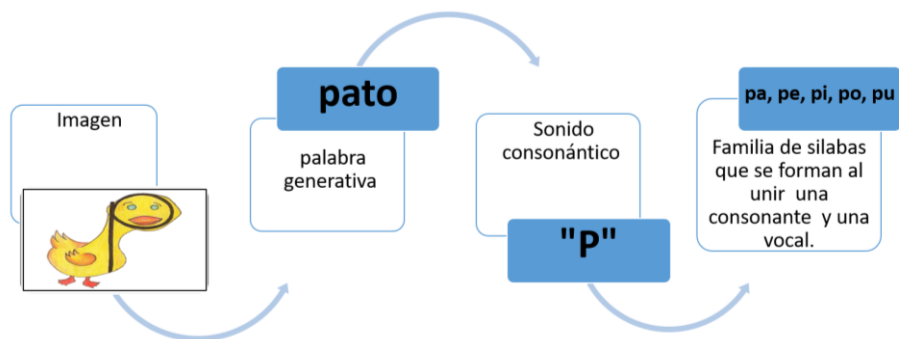 Imagen
pato
palabra
generativa
Sonido
consonántico
"P"
pa, pe, pi, po, pu
Familia de silabas
que se forman al
unir una
consonante y una
vocal.